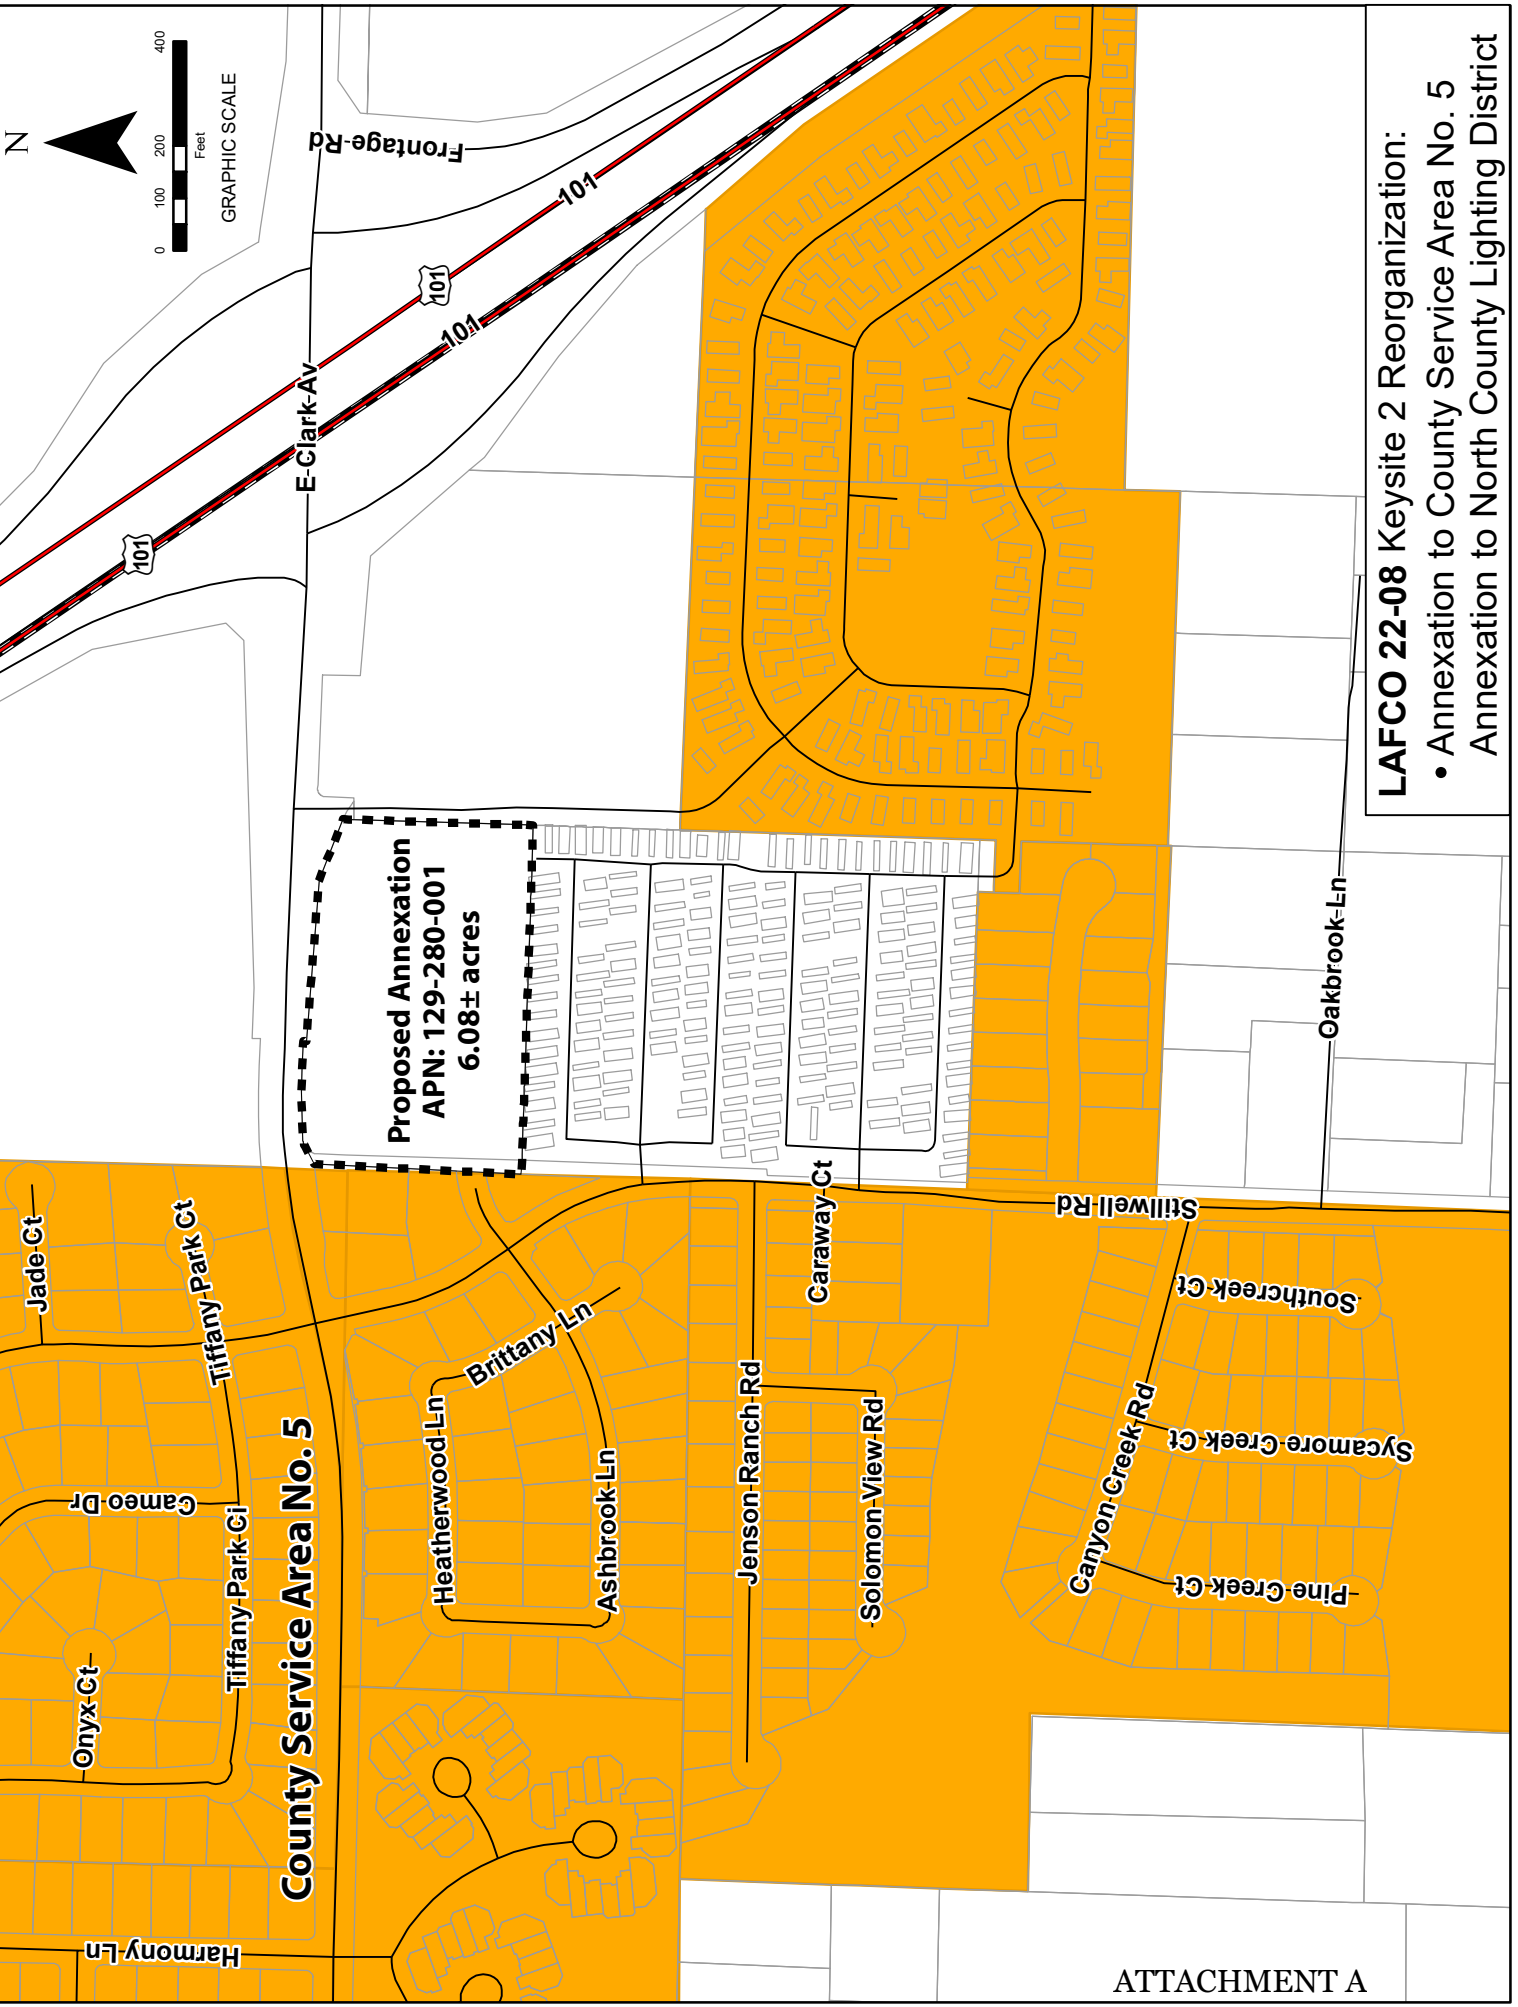 N
0 100 200 400
Feet
GRAPHIC SCALE
Frontage Rd
101
101
101
101
E Clark Av
Proposed Annexation
APN: 129-280-001
6.08± acres
Jade Ct
Tiffany Park Ct
Cameo Dr
Tiffany Park Ci
Onyx Ct
Harmony Ln
County Service Area No. 5
Brittany Ln
Heatherwood Ln
Ashbrook Ln
Jenson Ranch Rd
Caraway Ct
Solomon View Rd
Stillwell Rd
Canyon Creek Rd
Southcreek Ct
Sycamore Creek Ct
Pine Creek Ct
Oakbrook Ln
LAFCO 22-08 Keysite 2 Reorganization:
• Annexation to County Service Area No. 5
Annexation to North County Lighting District
ATTACHMENT A